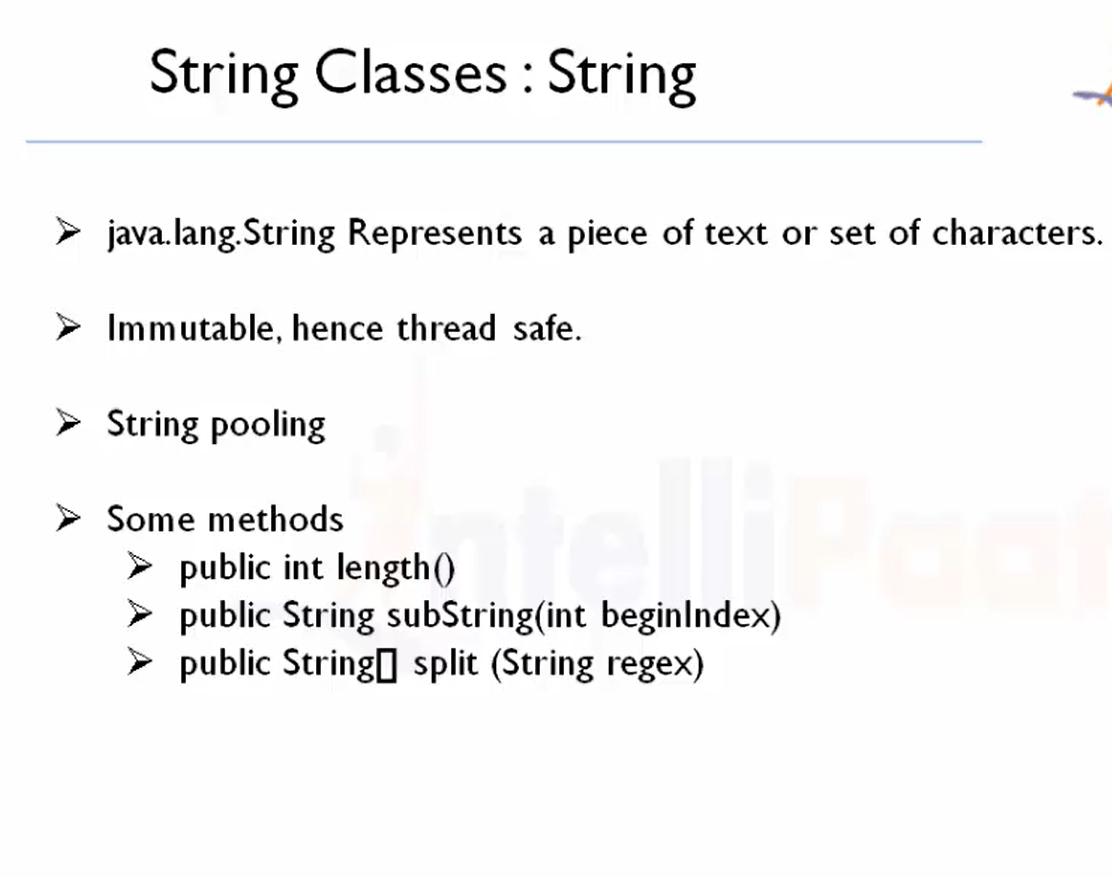 String Classes : String
➢ java.lang.String Represents a piece of text or set of characters.
➢ Immutable, hence thread safe.
➢ String pooling
➢ Some methods
➢ public int length()
➢ public String subString(int beginIndex)
➢ public String[] split (String regex)
IntelliPaat